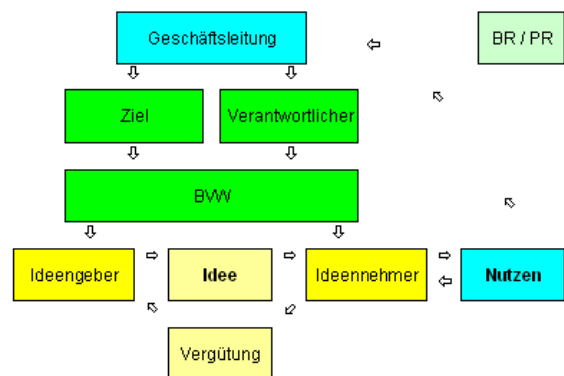 Geschäftsleitung
BR / PR
Ziel
Verantwortlicher
BVW
Ideengeber
Idee
Ideennehmer
Nutzen
Vergütung